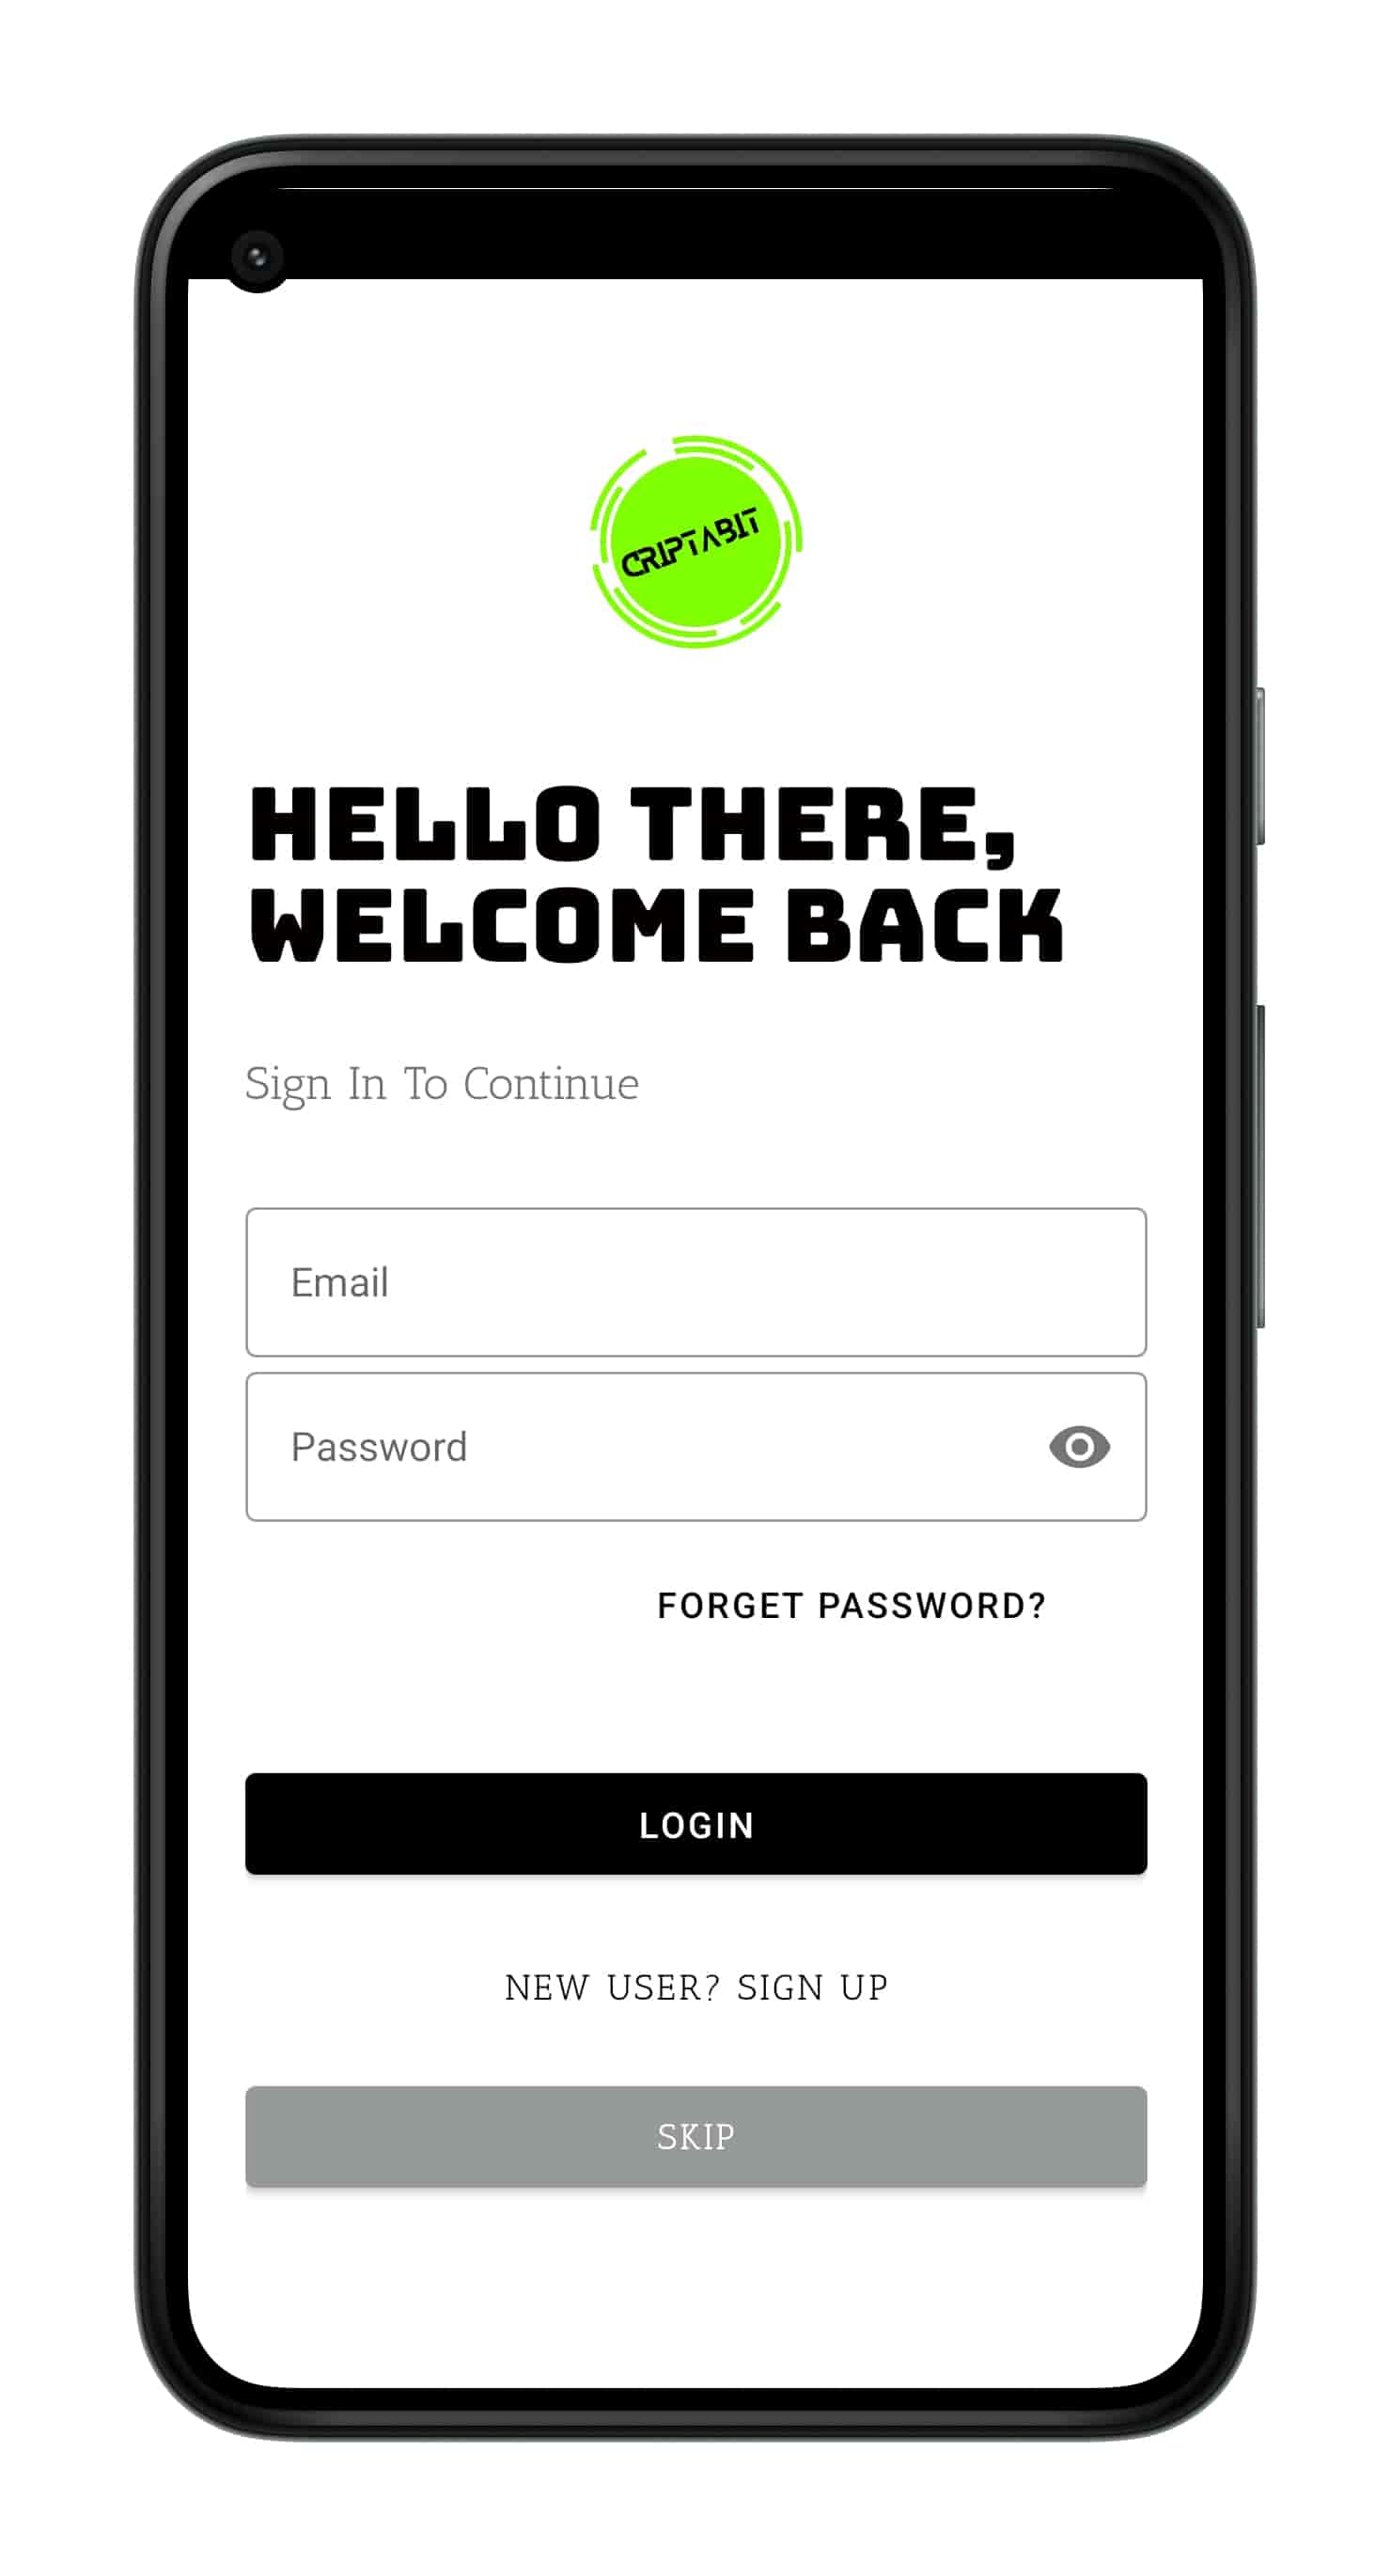 CRIPTABIT
HELLO THERE,
WELCOME BACK
Sign In To Continue
Email
Password
FORGET PASSWORD?
LOGIN
NEW USER? SIGN UP
SKIP